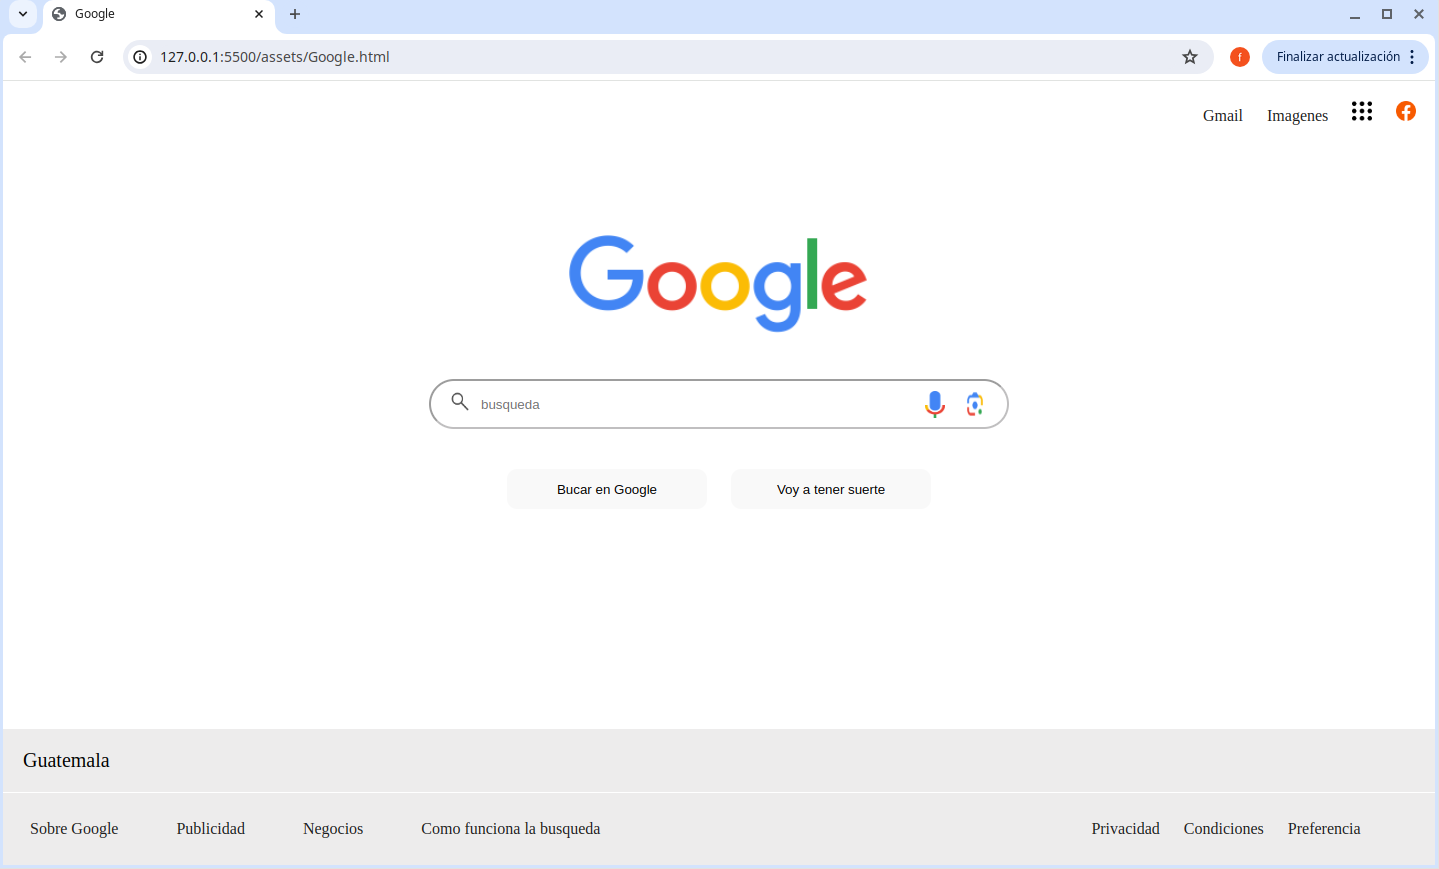 Google
127.0.0.1:5500/assets/Google.html
f
Finalizar actualización
Gmail Imagenes
Google
busqueda
Bucar en Google Voy a tener suerte
Guatemala
Sobre Google Publicidad Negocios Como funciona la busqueda Privacidad Condiciones Preferencia